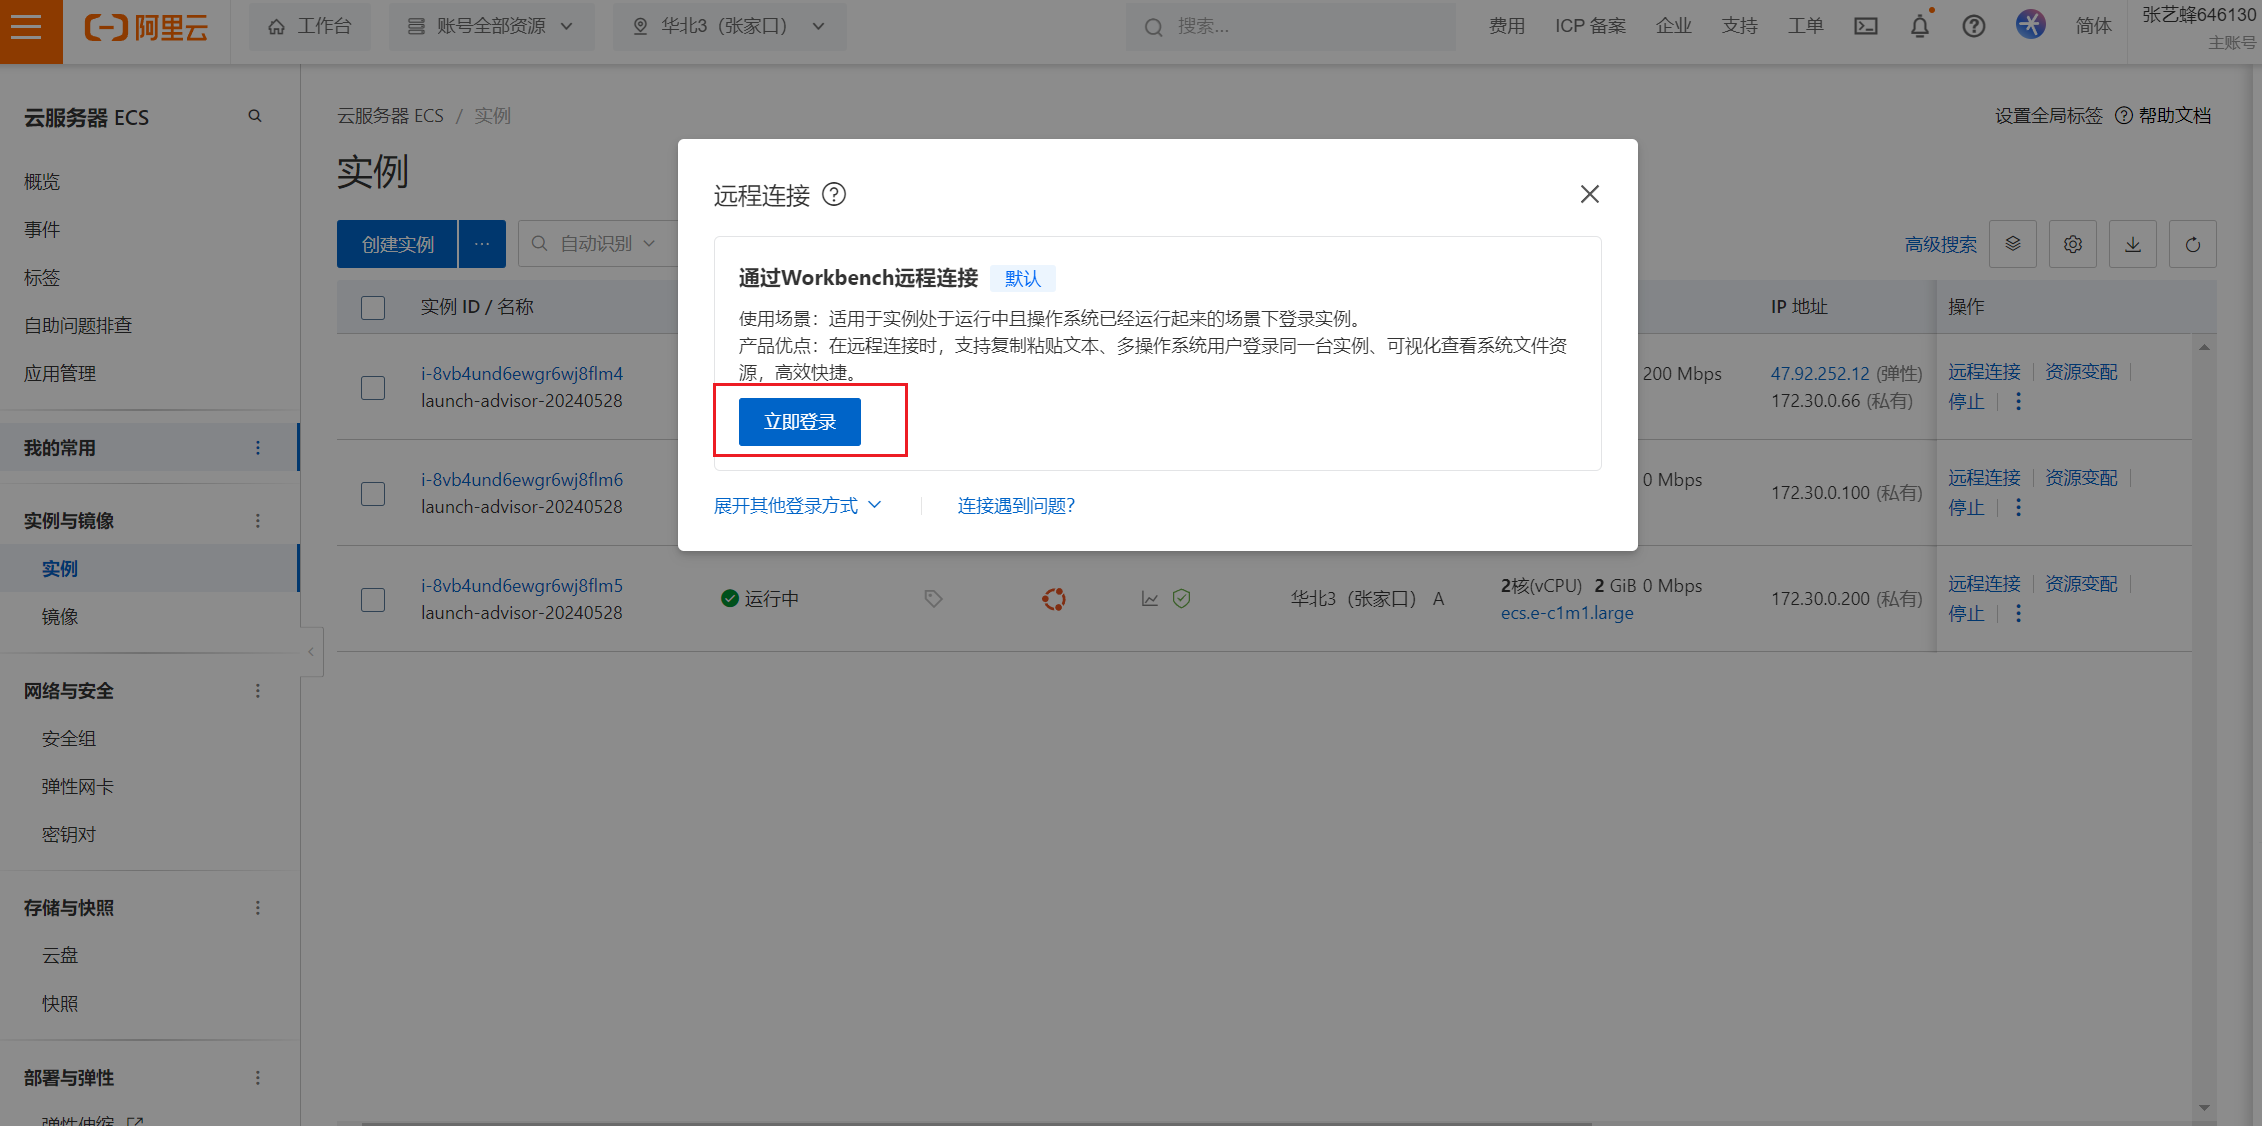 阿里云
工作台
账号全部资源
华北3（张家口）
搜索...
费用
ICP 备案
企业
支持
工单
简体
张艺蜂646130
主账号
云服务器 ECS
概览
事件
标签
自助问题排查
应用管理
我的常用
实例与镜像
实例
镜像
网络与安全
安全组
弹性网卡
密钥对
存储与快照
云盘
快照
部署与弹性
弹性伸缩
云服务器 ECS / 实例
设置全局标签
帮助文档
实例
创建实例
...
自动识别
高级搜索
实例 ID / 名称
IP 地址
操作
i-8vb4und6ewgr6wj8flm4
launch-advisor-20240528
200 Mbps
47.92.252.12 (弹性)
172.30.0.66 (私有)
远程连接
资源变配
停止
i-8vb4und6ewgr6wj8flm6
launch-advisor-20240528
0 Mbps
172.30.0.100 (私有)
远程连接
资源变配
停止
i-8vb4und6ewgr6wj8flm5
launch-advisor-20240528
运行中
华北3（张家口） A
2核(vCPU) 2 GiB 0 Mbps
ecs.e-c1m1.large
172.30.0.200 (私有)
远程连接
资源变配
停止
远程连接
通过Workbench远程连接
默认
使用场景：适用于实例处于运行中且操作系统已经运行起来的场景下登录实例。
产品优点：在远程连接时，支持复制粘贴文本、多操作系统用户登录同一台实例、可视化查看系统文件资
源，高效快捷。
立即登录
展开其他登录方式
连接遇到问题？